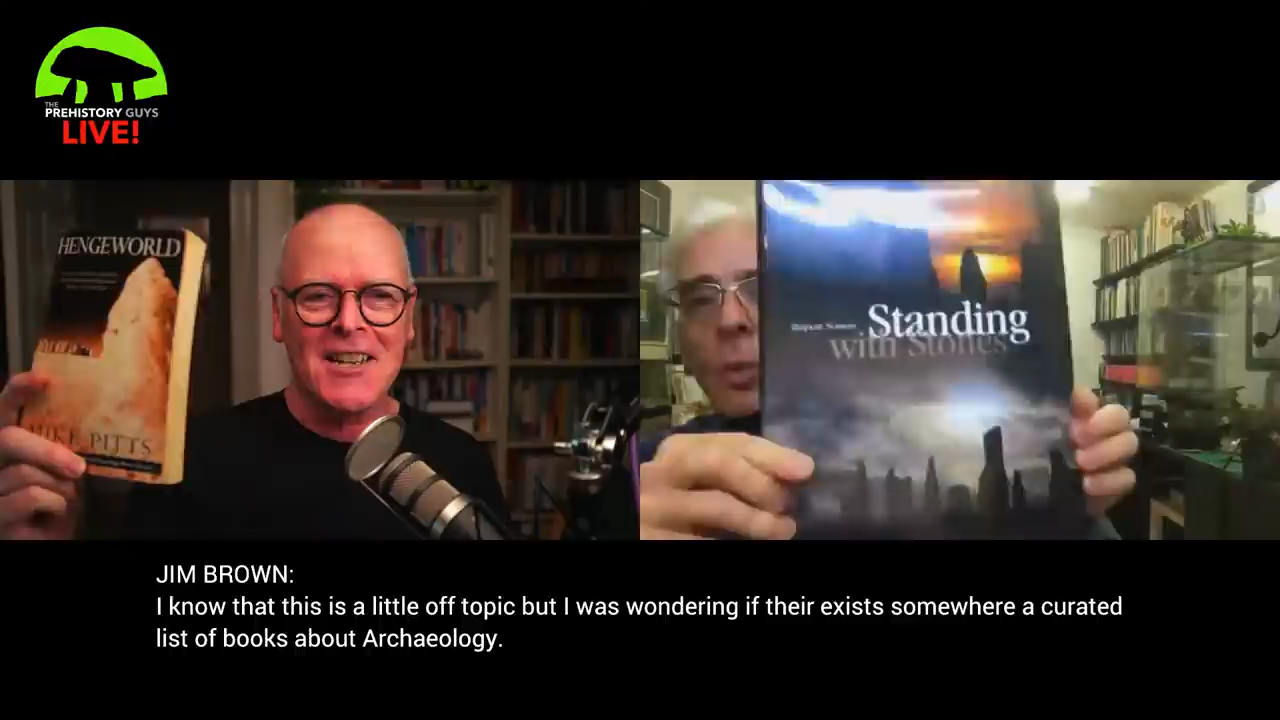 THE
PREHISTORY GUYS
LIVE!
HENGEWORLD
MIKE PITTS
Standing
with Stones
JIM BROWN:
I know that this is a little off topic but I was wondering if their exists somewhere a curated
list of books about Archaeology.